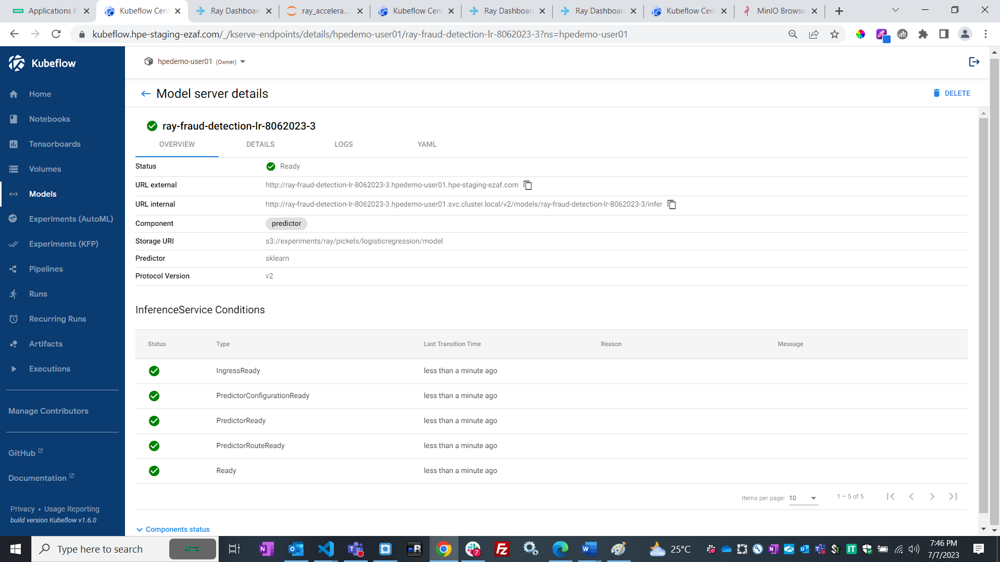 Applications P
Kubeflow Cent
Ray Dashboar
ray_accelera...
Kubeflow Cent
Ray Dashboar
Ray Dashboar
Kubeflow Cent
MinIO Browse
kubeflow.hpe-staging-ezaf.com/_/kserve-endpoints/details/hpedemo-user01/ray-fraud-detection-lr-8062023-3?ns=hpedemo-user01
Kubeflow
hpedemo-user01 (Owner)
Home
Notebooks
Tensorboards
Volumes
Models
Experiments (AutoML)
Experiments (KFP)
Pipelines
Runs
Recurring Runs
Artifacts
Executions
Manage Contributors
GitHub
Documentation
Privacy • Usage Reporting
build version Kubeflow v1.6.0
Model server details
DELETE
ray-fraud-detection-lr-8062023-3
OVERVIEW DETAILS LOGS YAML
Status Ready
URL external http://ray-fraud-detection-lr-8062023-3.hpedemo-user01.hpe-staging-ezaf.com
URL internal http://ray-fraud-detection-lr-8062023-3.hpedemo-user01.svc.cluster.local/v2/models/ray-fraud-detection-lr-8062023-3/infer
Component predictor
Storage URI s3://experiments/ray/pickels/logisticregression/model
Predictor sklearn
Protocol Version v2
InferenceService Conditions
Status Type Last Transition Time Reason Message
IngressReady less than a minute ago
PredictorConfigurationReady less than a minute ago
PredictorReady less than a minute ago
PredictorRouteReady less than a minute ago
Ready less than a minute ago
Items per page: 10 1 – 5 of 5
Components status
Type here to search
25°C
7:46 PM
7/7/2023